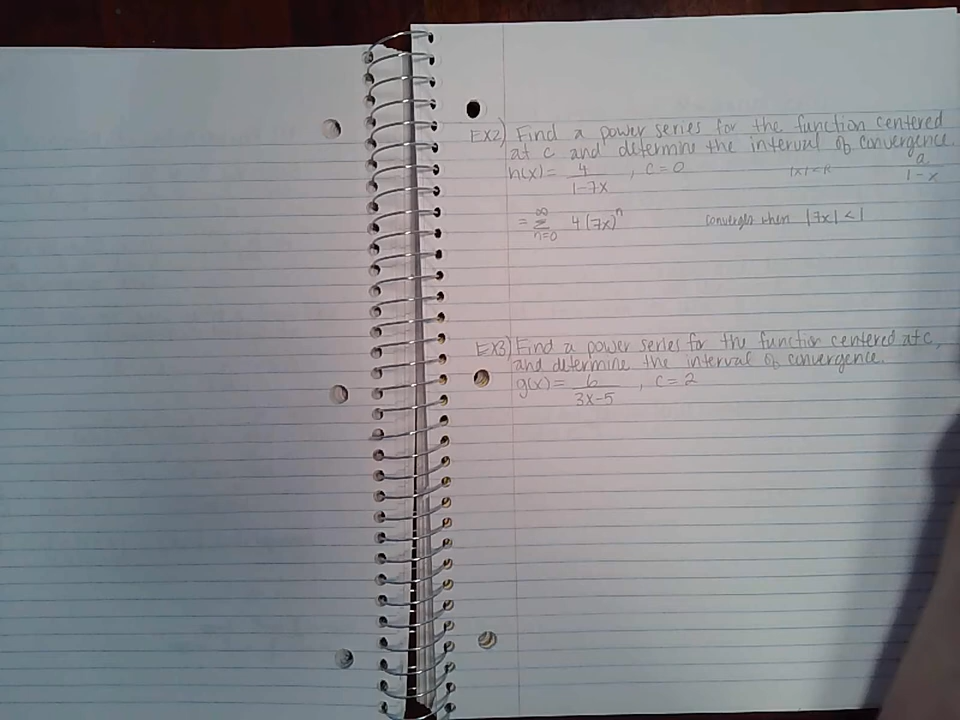 EX2) Find a power series for the function centered
at c and determine the interval of convergence.
h(x) = 4/(1-7x) , c = 0 |x| < R a/(1-x)
= ∞ Σ n=0 4(7x)^n converges when |7x| < 1
EX3) Find a power series for the function centered at c,
and determine the interval of convergence.
g(x) = 6/(3x-5) , c = 2